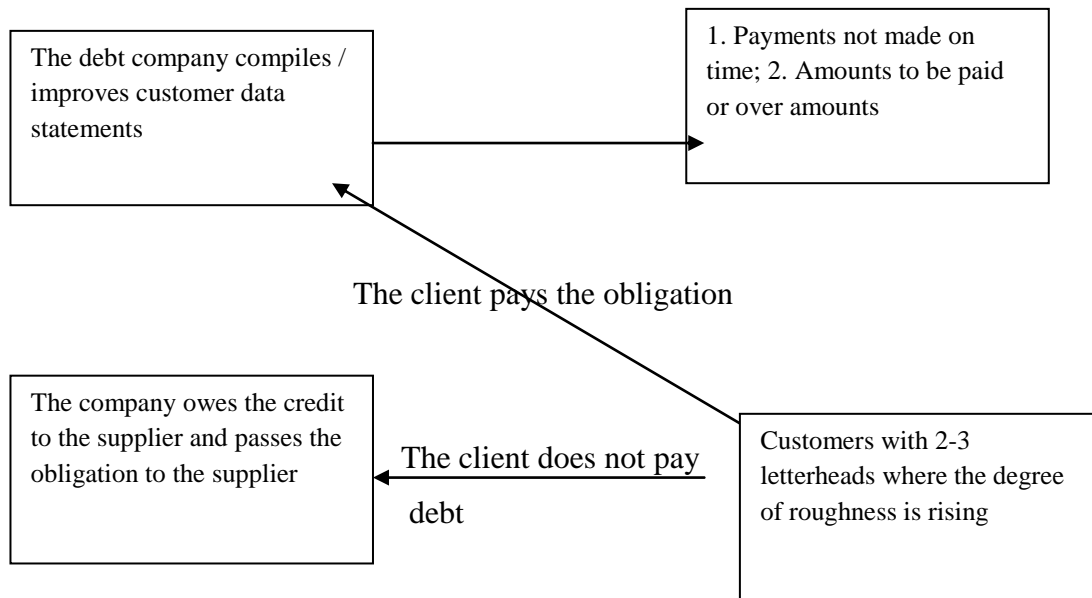 The debt company compiles /
improves customer data
statements
1. Payments not made on
time; 2. Amounts to be paid
or over amounts
The client pays the obligation
The company owes the credit
to the supplier and passes the
obligation to the supplier
The client does not pay
debt
Customers with 2-3
letterheads where the degree
of roughness is rising